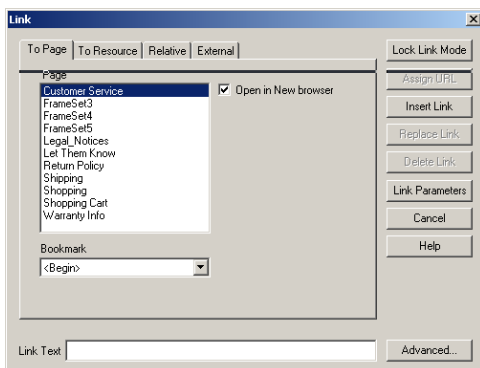 Link
To Page To Resource Relative External
Page
Customer Service
FrameSet3
FrameSet4
FrameSet5
Legal_Notices
Let Them Know
Return Policy
Shipping
Shopping
Shopping Cart
Warranty Info
Open in New browser
Bookmark
<Begin>
Link Text
Lock Link Mode
Assign URL
Insert Link
Replace Link
Delete Link
Link Parameters
Cancel
Help
Advanced...